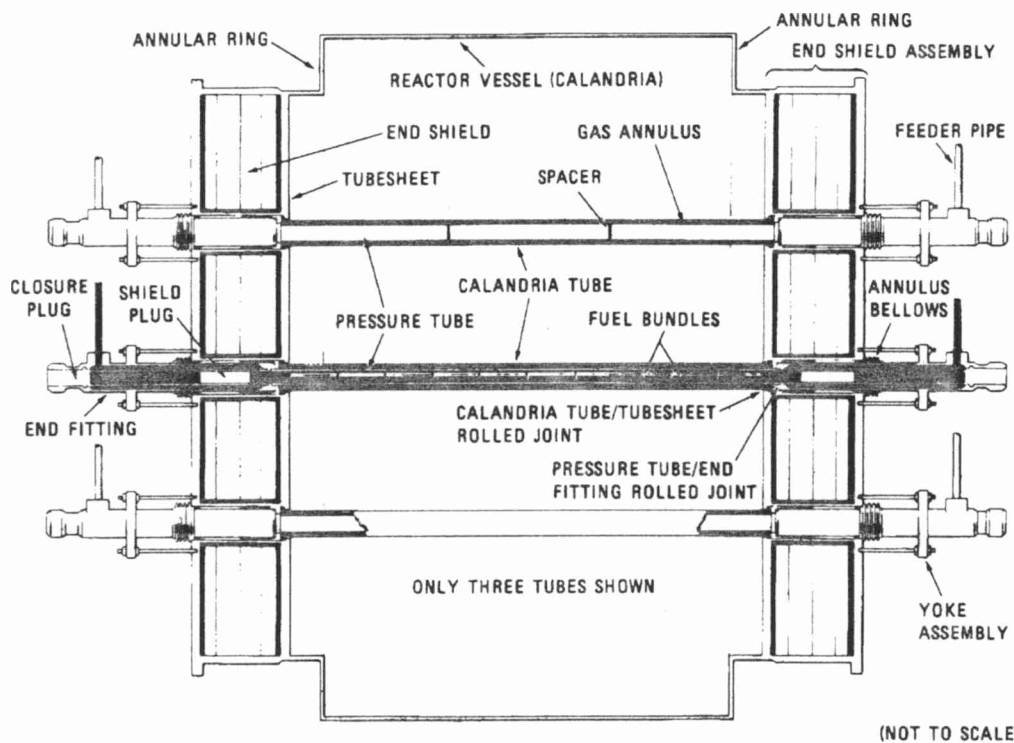 ANNULAR RING
ANNULAR RING
END SHIELD ASSEMBLY
REACTOR VESSEL (CALANDRIA)
END SHIELD
GAS ANNULUS
FEEDER PIPE
TUBESHEET
SPACER
CLOSURE
PLUG
SHIELD
PLUG
CALANDRIA TUBE
PRESSURE TUBE
FUEL BUNDLES
ANNULUS
BELLOWS
END FITTING
CALANDRIA TUBE/TUBESHEET
ROLLED JOINT
PRESSURE TUBE/END
FITTING ROLLED JOINT
ONLY THREE TUBES SHOWN
YOKE
ASSEMBLY
(NOT TO SCALE